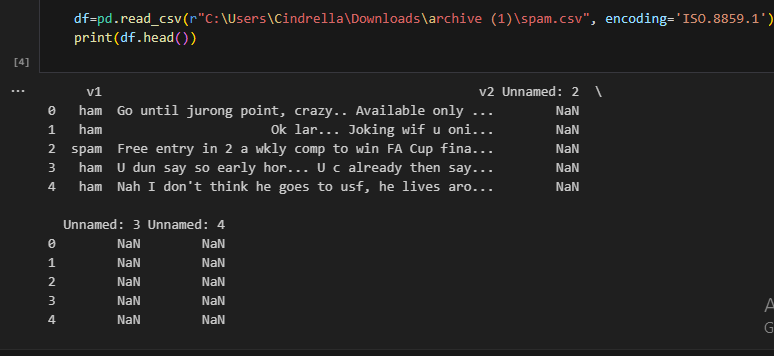 df=pd.read_csv(r"C:\Users\Cindrella\Downloads\archive (1)\spam.csv", encoding='ISO.8859.1')
print(df.head())
[4]
...
v1 v2 Unnamed: 2 \
0 ham Go until jurong point, crazy.. Available only ... NaN
1 ham Ok lar... Joking wif u oni... NaN
2 spam Free entry in 2 a wkly comp to win FA Cup fina... NaN
3 ham U dun say so early hor... U c already then say... NaN
4 ham Nah I don't think he goes to usf, he lives aro... NaN
Unnamed: 3 Unnamed: 4
0 NaN NaN
1 NaN NaN
2 NaN NaN
3 NaN NaN
4 NaN NaN
A
G